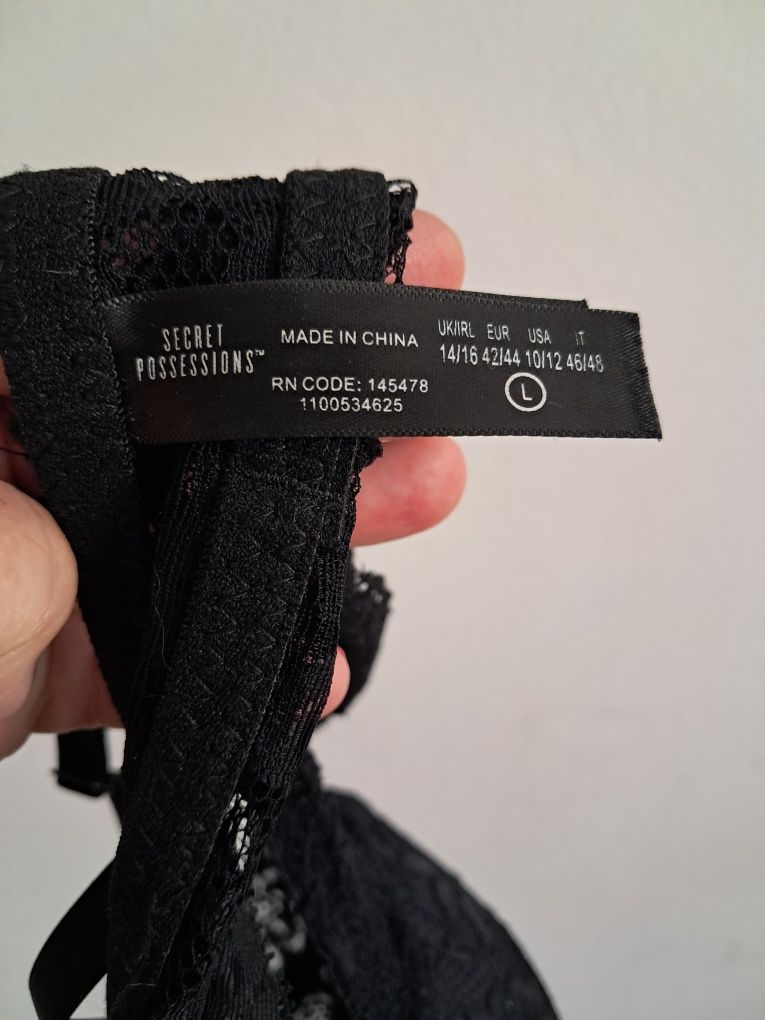 SECRET
POSSESSIONS™
MADE IN CHINA
RN CODE: 145478
1100534625
UK/IRL EUR USA IT
14/16 42/44 10/12 46/48
L